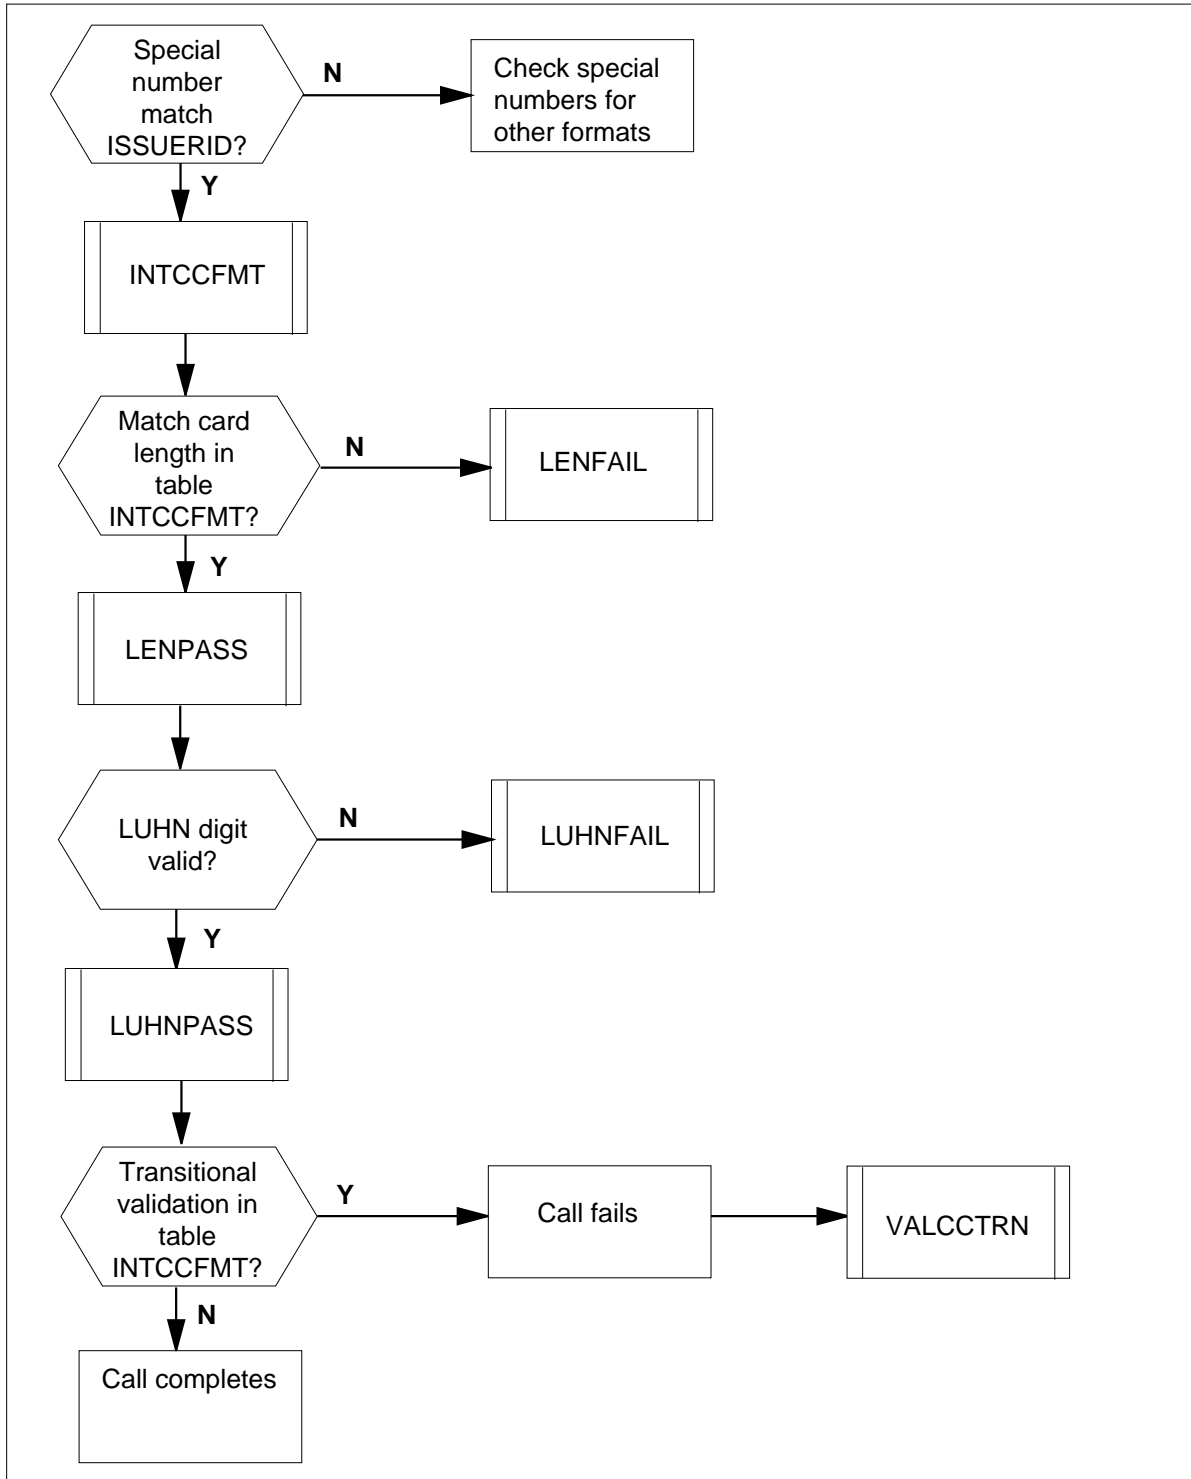 Special
number
match
ISSUERID?
N
Check special
numbers for
other formats
Y
INTCCFMT
Match card
length in
table
INTCCFMT?
N
LENFAIL
Y
LENPASS
LUHN digit
valid?
N
LUHNFAIL
Y
LUHNPASS
Transitional
validation in
table
INTCCFMT?
Y
Call fails
VALCCTRN
N
Call completes